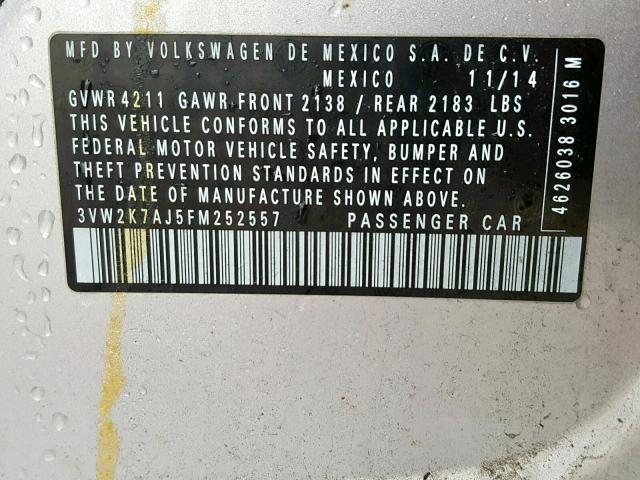 MFD BY VOLKSWAGEN DE MEXICO S.A. DE C.V.
MEXICO 11/14
GVWR 4211 GAWR FRONT 2138 / REAR 2183 LBS
THIS VEHICLE CONFORMS TO ALL APPLICABLE U.S.
FEDERAL MOTOR VEHICLE SAFETY, BUMPER AND
THEFT PREVENTION STANDARDS IN EFFECT ON
THE DATE OF MANUFACTURE SHOWN ABOVE.
3VW2K7AJ5FM252557 PASSENGER CAR
4626038 3016 M